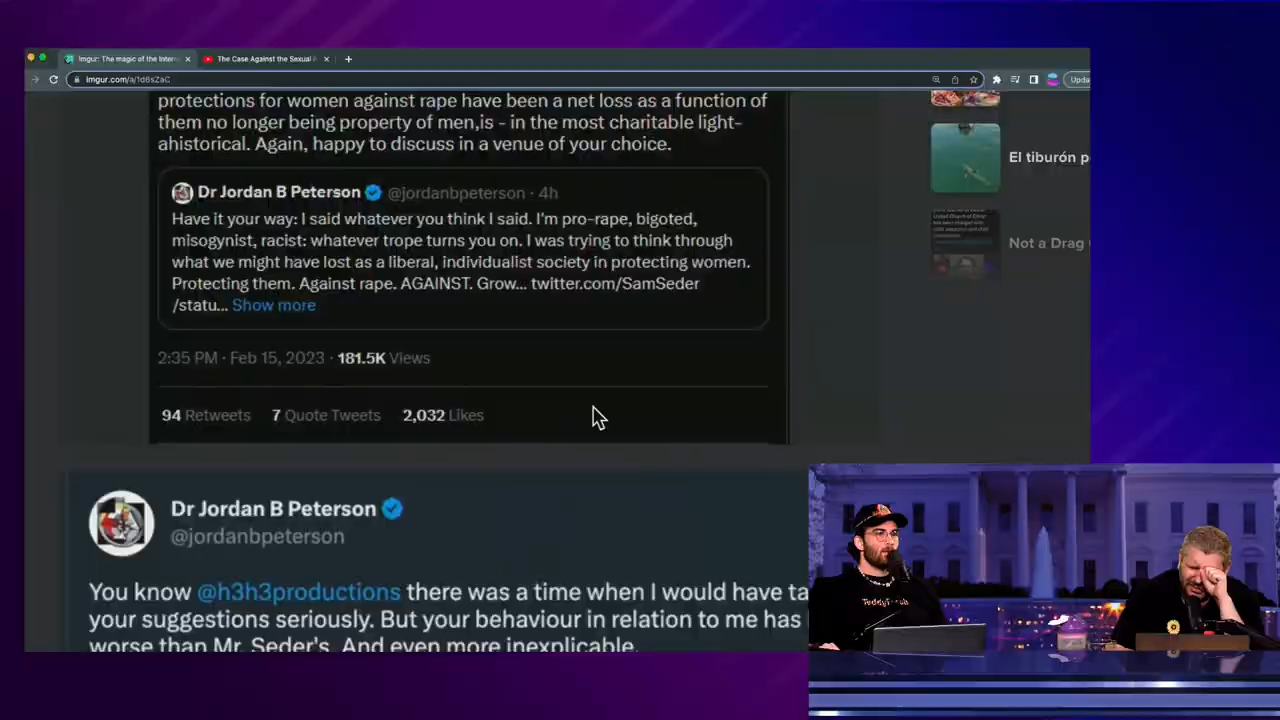 Imgur: The magic of the Intern
The Case Against the Sexual
imgur.com/a/1d8sZaC
Upda
protections for women against rape have been a net loss as a function of
them no longer being property of men,is - in the most charitable light-
ahistorical. Again, happy to discuss in a venue of your choice.
El tiburón p
Dr Jordan B Peterson @jordanbpeterson · 4h
Have it your way: I said whatever you think I said. I'm pro-rape, bigoted,
misogynist, racist: whatever trope turns you on. I was trying to think through
what we might have lost as a liberal, individualist society in protecting women.
Protecting them. Against rape. AGAINST. Grow... twitter.com/SamSeder
/statu... Show more
Not a Drag
2:35 PM · Feb 15, 2023 · 181.5K Views
94 Retweets 7 Quote Tweets 2,032 Likes
Dr Jordan B Peterson
@jordanbpeterson
You know @h3h3productions there was a time when I would have ta
your suggestions seriously. But your behaviour in relation to me has
worse than Mr. Seder's. And even more inexplicable.